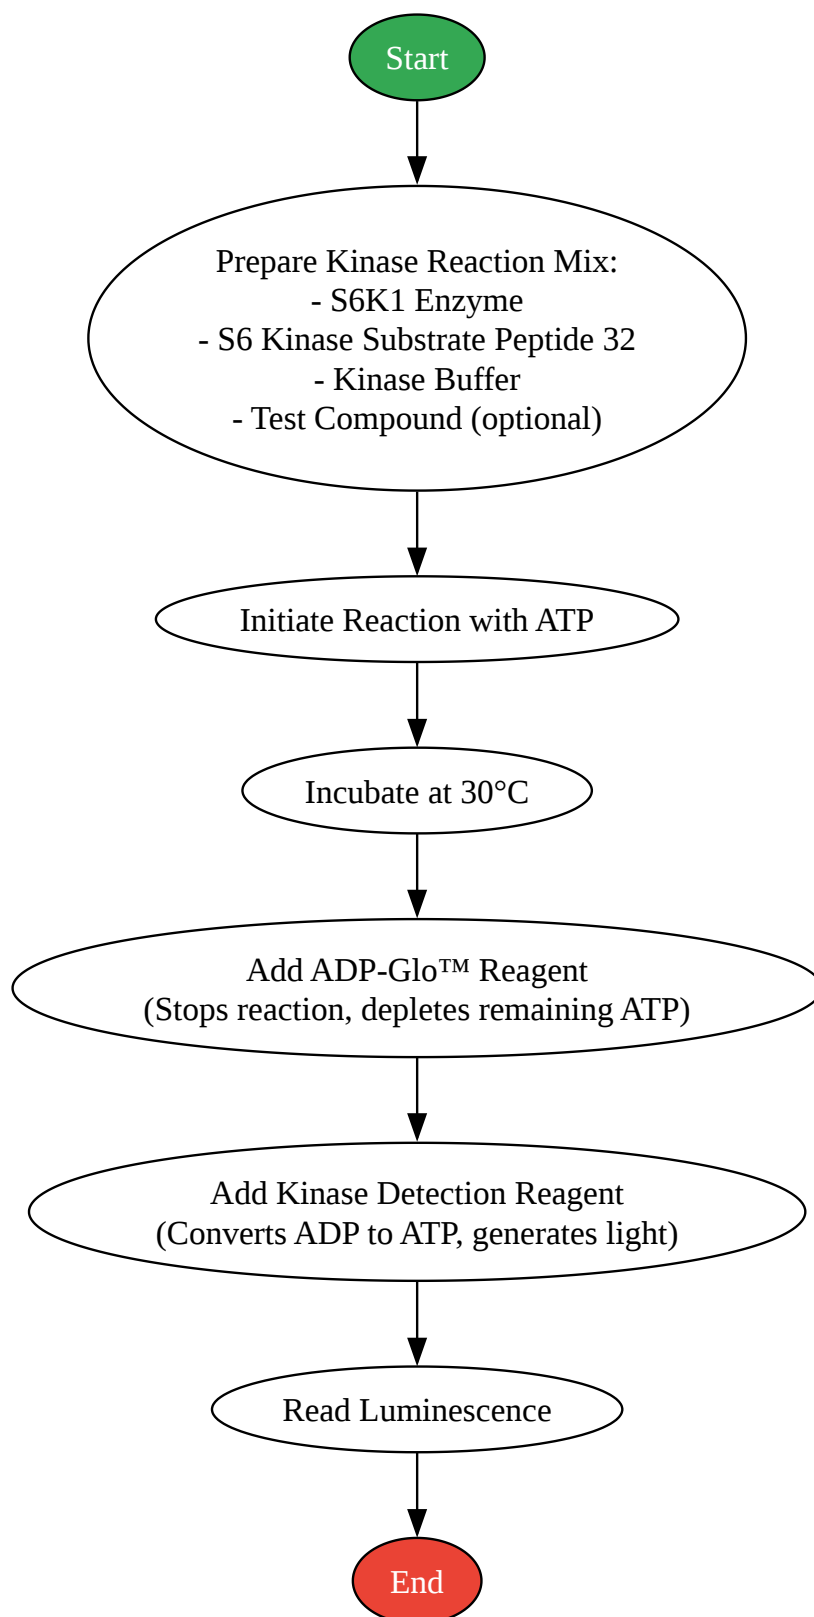 Start
Prepare Kinase Reaction Mix:
- S6K1 Enzyme
- S6 Kinase Substrate Peptide 32
- Kinase Buffer
- Test Compound (optional)
Initiate Reaction with ATP
Incubate at 30°C
Add ADP-Glo™ Reagent
(Stops reaction, depletes remaining ATP)
Add Kinase Detection Reagent
(Converts ADP to ATP, generates light)
Read Luminescence
End